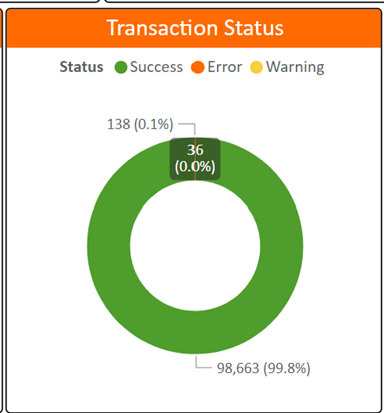 Transaction Status
Status Success Error Warning
138 (0.1%)
36
(0.0%)
98,663 (99.8%)